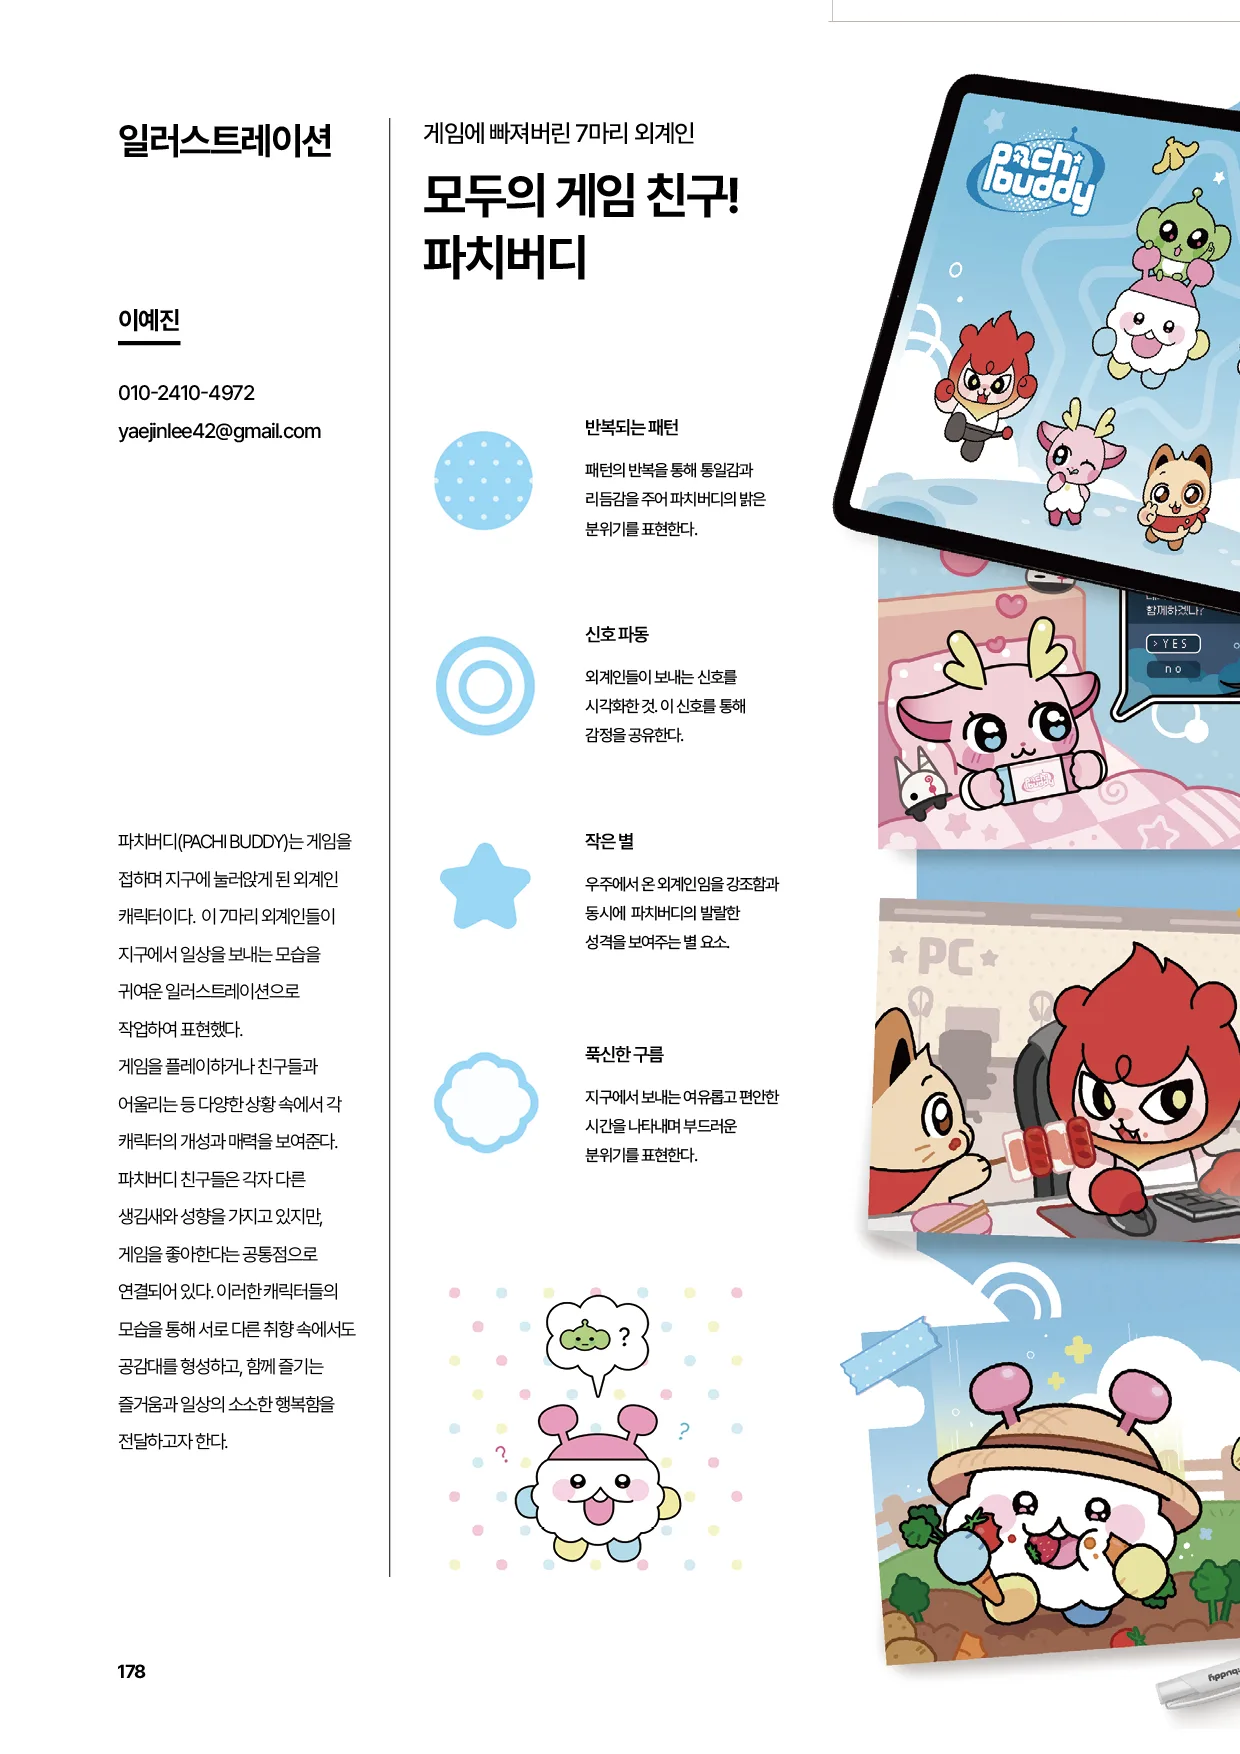 일러스트레이션
이예진
010-2410-4972
yaejinlee42@gmail.com
파치버디(PACHI BUDDY)는 게임을
접하며 지구에 눌러앉게 된 외계인
캐릭터이다. 이 7마리 외계인들이
지구에서 일상을 보내는 모습을
귀여운 일러스트레이션으로
작업하여 표현했다.
게임을 플레이하거나 친구들과
어울리는 등 다양한 상황 속에서 각
캐릭터의 개성과 매력을 보여준다.
파치버디 친구들은 각자 다른
생김새와 성향을 가지고 있지만,
게임을 좋아한다는 공통점으로
연결되어 있다. 이러한 캐릭터들의
모습을 통해 서로 다른 취향 속에서도
공감대를 형성하고, 함께 즐기는
즐거움과 일상의 소소한 행복함을
전달하고자 한다.
178
게임에 빠져버린 7마리 외계인
모두의 게임 친구!
파치버디
반복되는 패턴
패턴의 반복을 통해 통일감과
리듬감을 주어 파치버디의 밝은
분위기를 표현한다.
신호 파동
외계인들이 보내는 신호를
시각화한 것. 이 신호를 통해
감정을 공유한다.
작은 별
우주에서 온 외계인임을 강조함과
동시에 파치버디의 발랄한
성격을 보여주는 별 요소.
푹신한 구름
지구에서 보내는 여유롭고 편안한
시간을 나타내며 부드러운
분위기를 표현한다.
?
?
?
pachi
buddy
함께하겠나?
> YES
no
pachi
buddy
PC
buddy